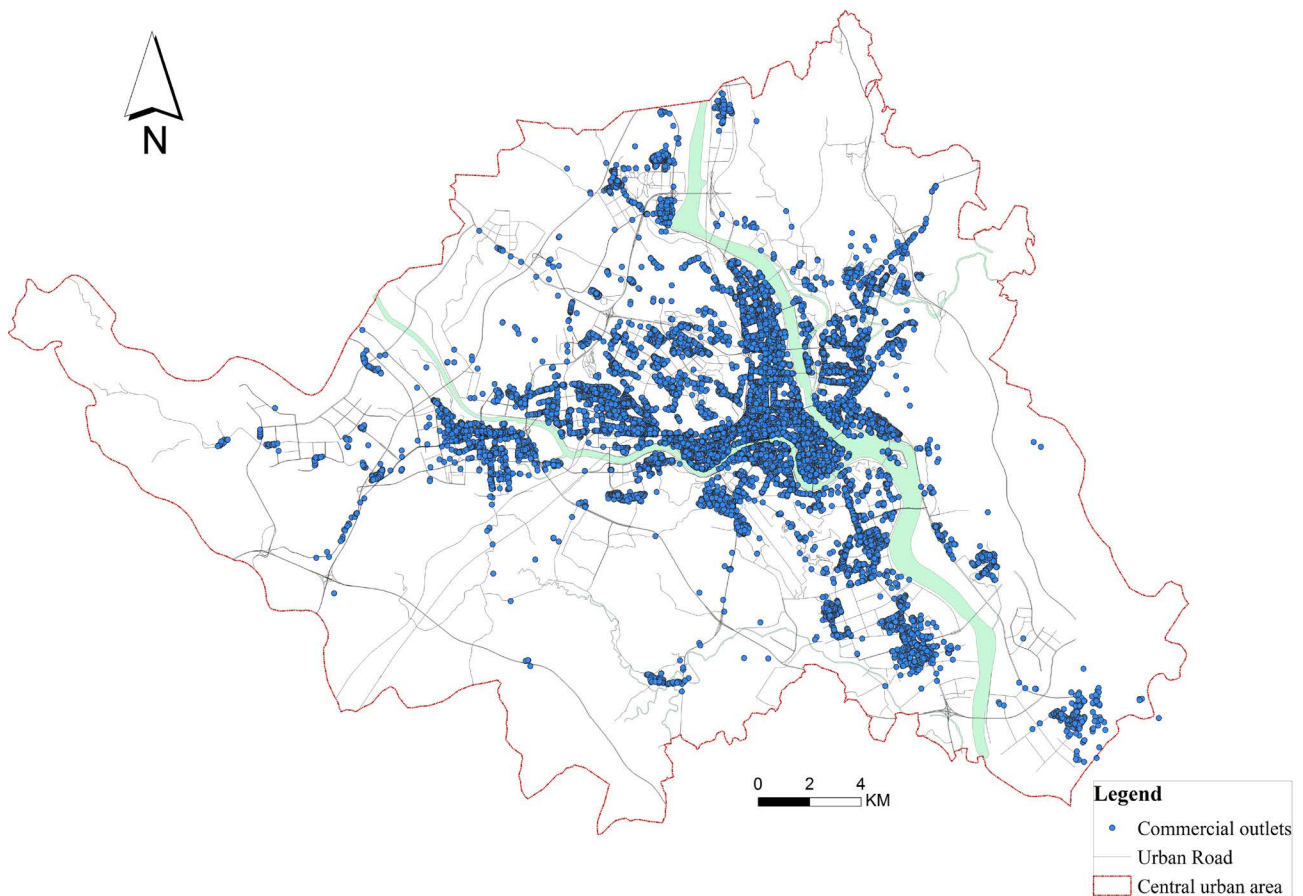 N
0 2 4
KM
Legend
Commercial outlets
Urban Road
Central urban area